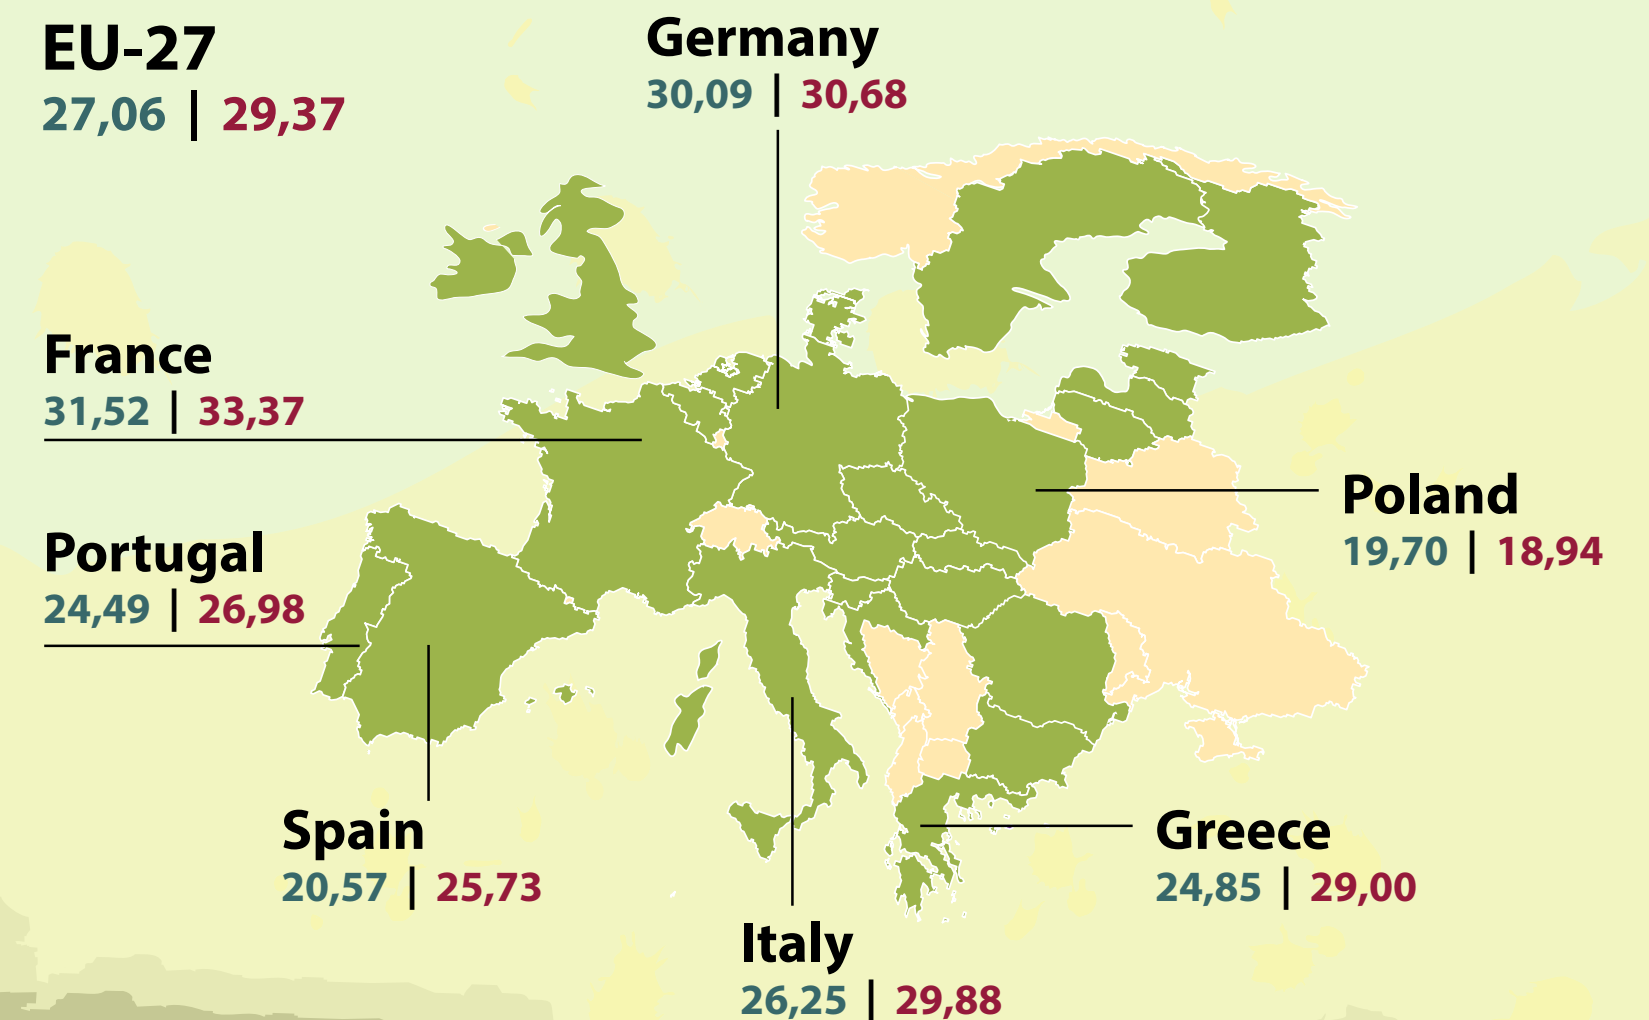 EU-27
27,06 | 29,37
Germany
30,09 | 30,68
France
31,52 | 33,37
Poland
19,70 | 18,94
Portugal
24,49 | 26,98
Spain
20,57 | 25,73
Greece
24,85 | 29,00
Italy
26,25 | 29,88